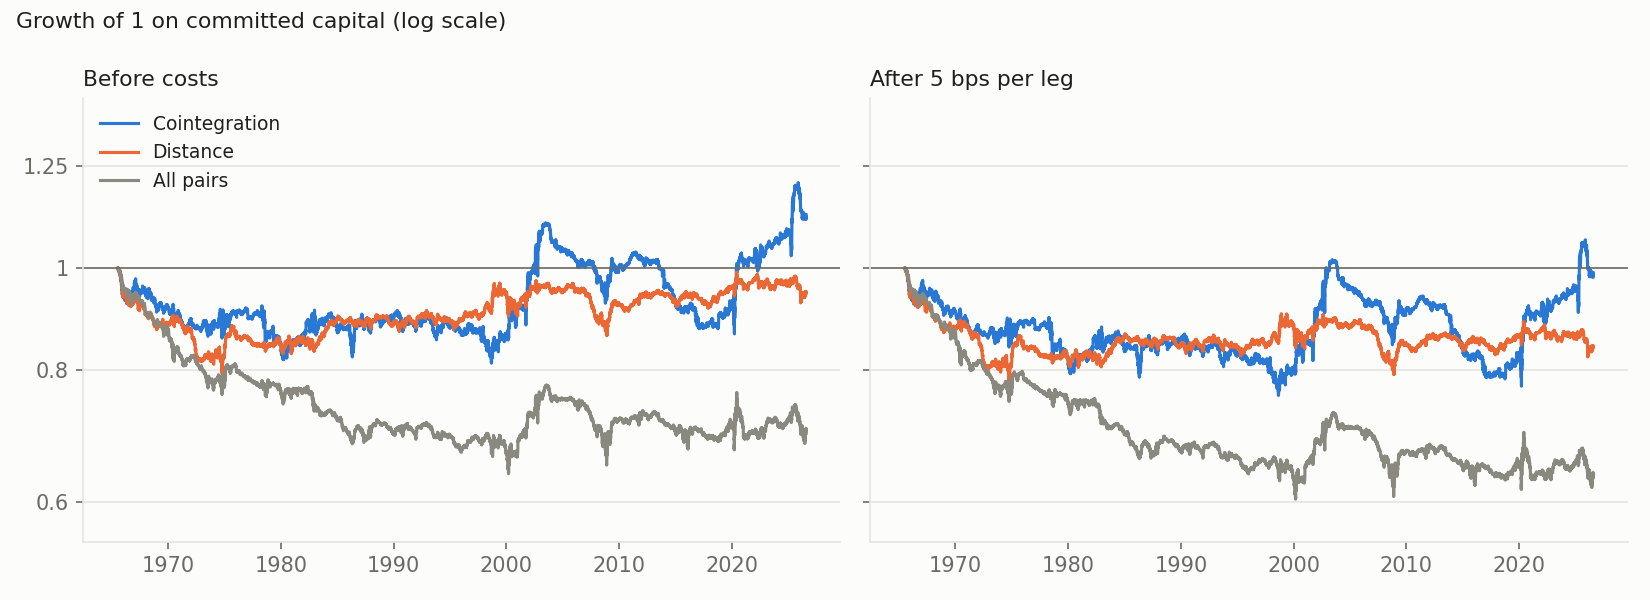 Growth of 1 on committed capital (log scale)
Before costs
Cointegration
Distance
All pairs
1.25
1
0.8
0.6
1970 1980 1990 2000 2010 2020
After 5 bps per leg
1970 1980 1990 2000 2010 2020